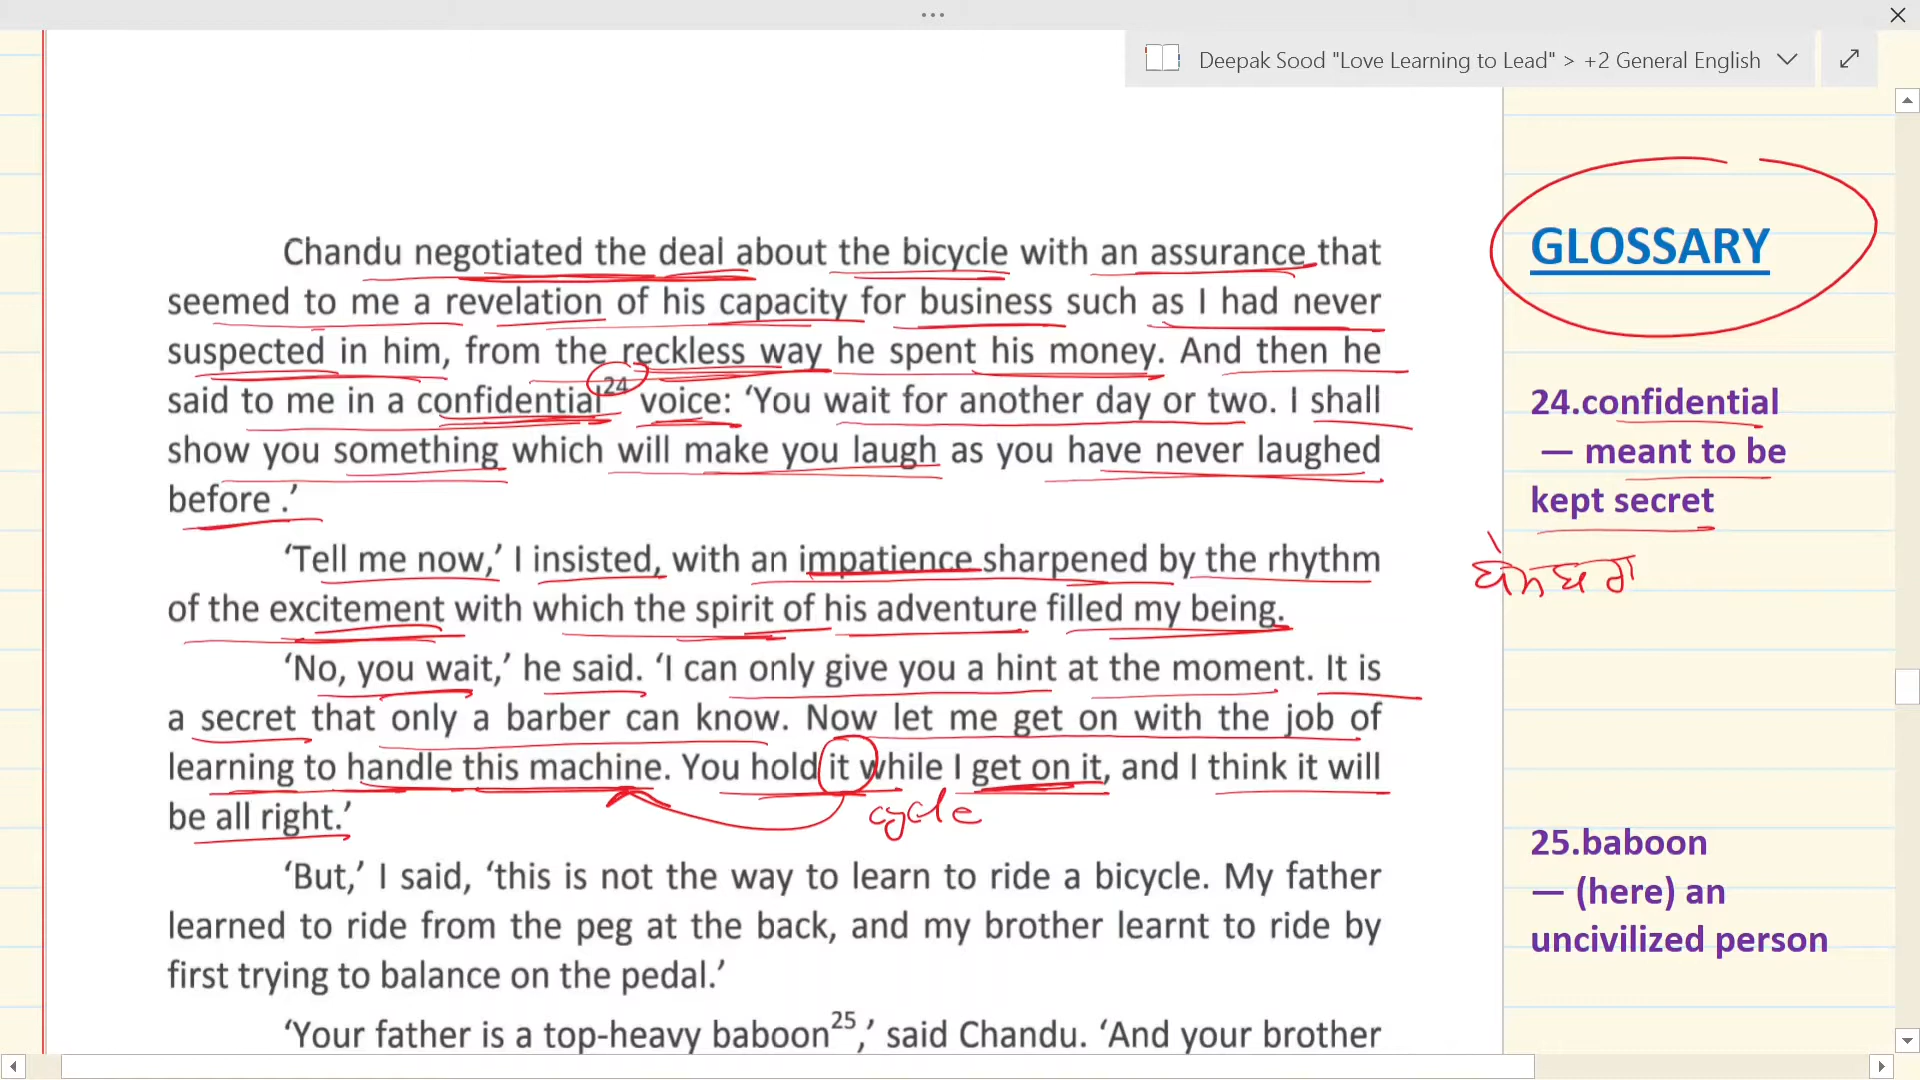 Deepak Sood "Love Learning to Lead" > +2 General English
GLOSSARY
Chandu negotiated the deal about the bicycle with an assurance that
seemed to me a revelation of his capacity for business such as I had never
suspected in him, from the reckless way he spent his money. And then he
said to me in a confidential24 voice: ‘You wait for another day or two. I shall
show you something which will make you laugh as you have never laughed
before .’
‘Tell me now,’ I insisted, with an impatience sharpened by the rhythm
of the excitement with which the spirit of his adventure filled my being.
‘No, you wait,’ he said. ‘I can only give you a hint at the moment. It is
a secret that only a barber can know. Now let me get on with the job of
learning to handle this machine. You hold it while I get on it, and I think it will
be all right.’
cycle
‘But,’ I said, ‘this is not the way to learn to ride a bicycle. My father
learned to ride from the peg at the back, and my brother learnt to ride by
first trying to balance on the pedal.’
‘Your father is a top-heavy baboon25,’ said Chandu. ‘And your brother
24.confidential
— meant to be
kept secret
25.baboon
— (here) an
uncivilized person